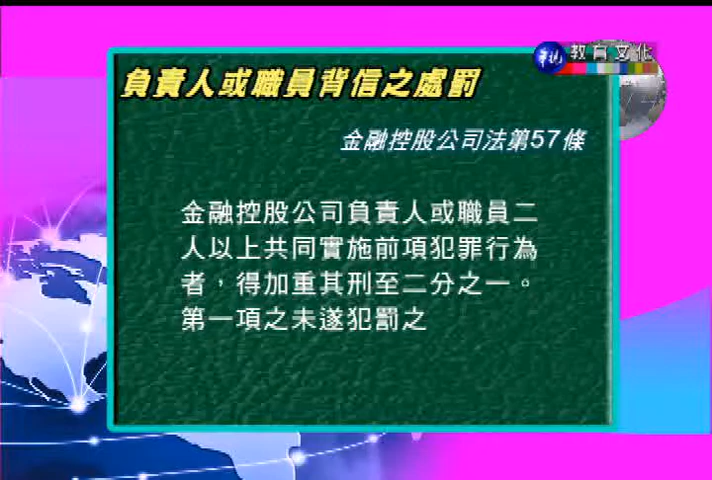 華視 教育文化
負責人或職員背信之處罰
金融控股公司法第57條
金融控股公司負責人或職員二
人以上共同實施前項犯罪行為
者，得加重其刑至二分之一。
第一項之未遂犯罰之